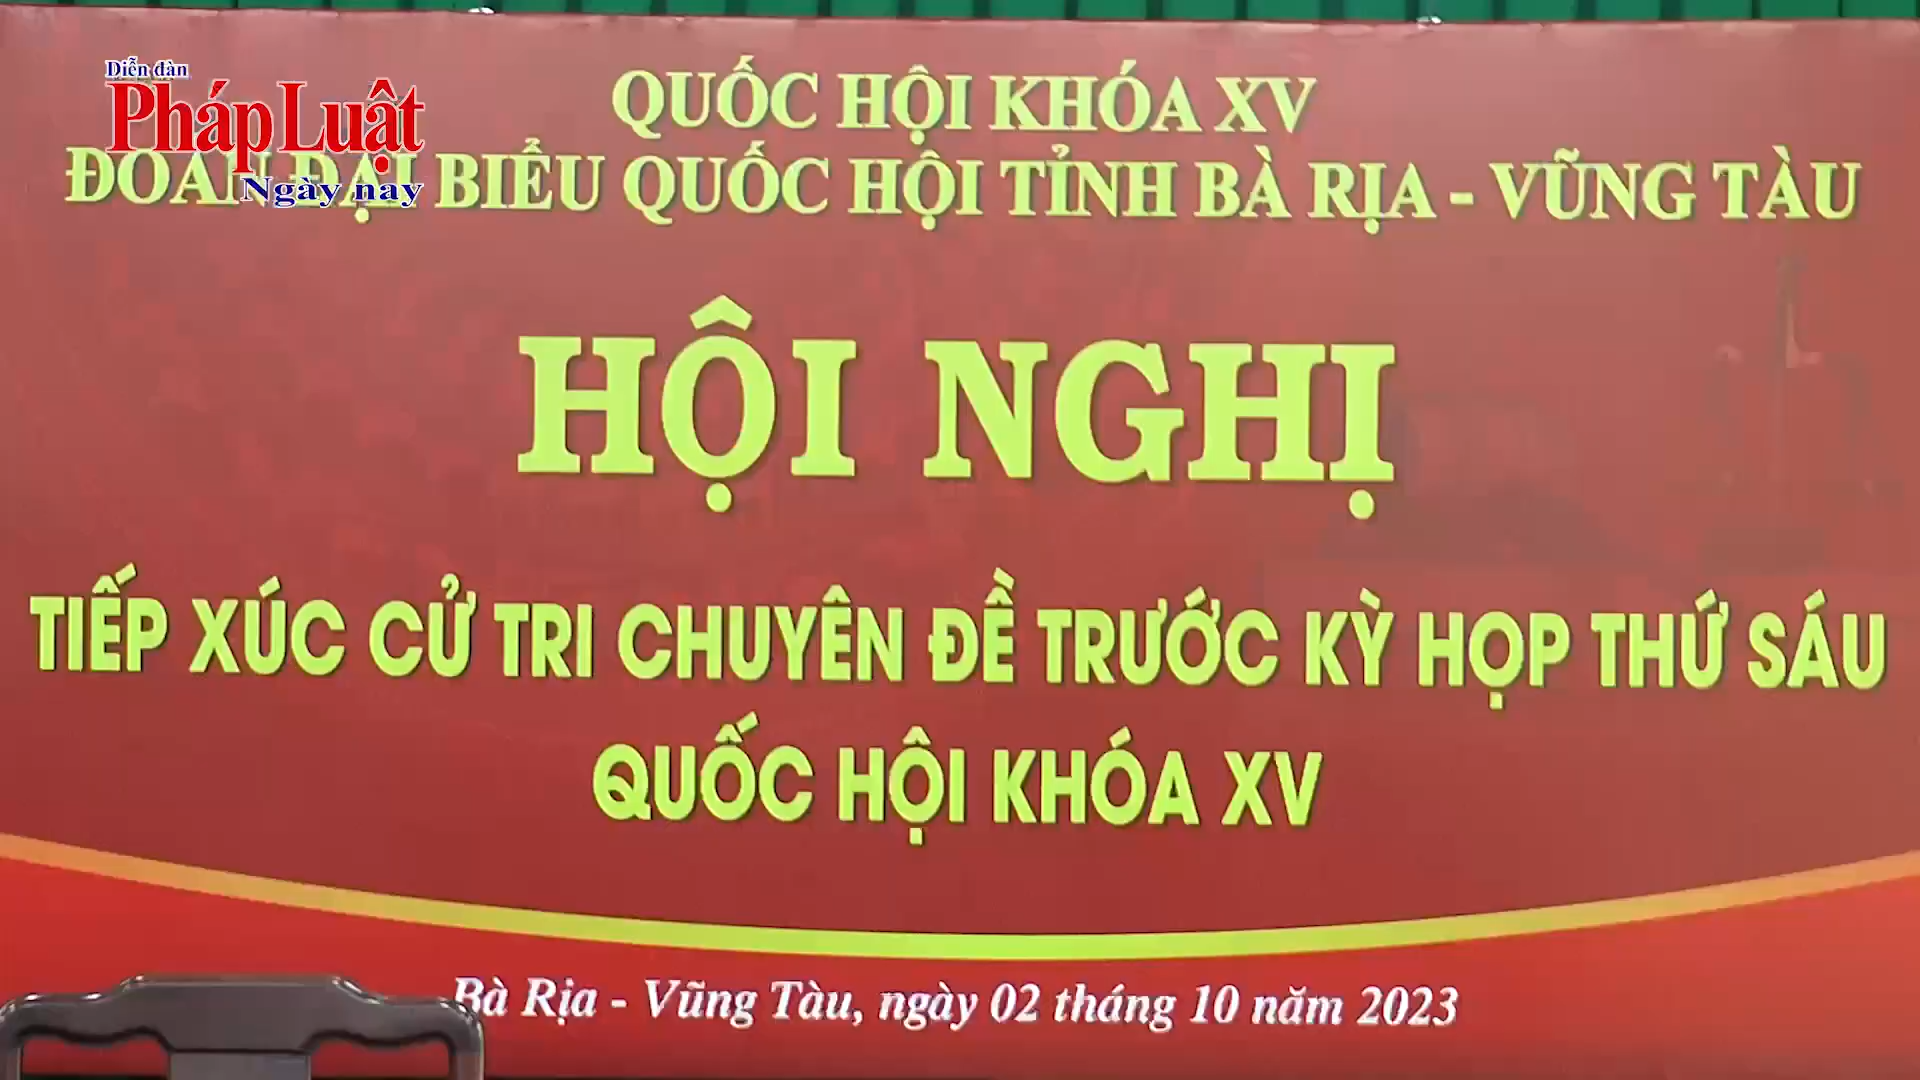 Diễn đàn
Pháp Luật
Ngày nay
QUỐC HỘI KHÓA XV
ĐOÀN ĐẠI BIỂU QUỐC HỘI TỈNH BÀ RỊA - VŨNG TÀU
HỘI NGHỊ
TIẾP XÚC CỬ TRI CHUYÊN ĐỀ TRƯỚC KỲ HỌP THỨ SÁU
QUỐC HỘI KHÓA XV
Bà Rịa - Vũng Tàu, ngày 02 tháng 10 năm 2023